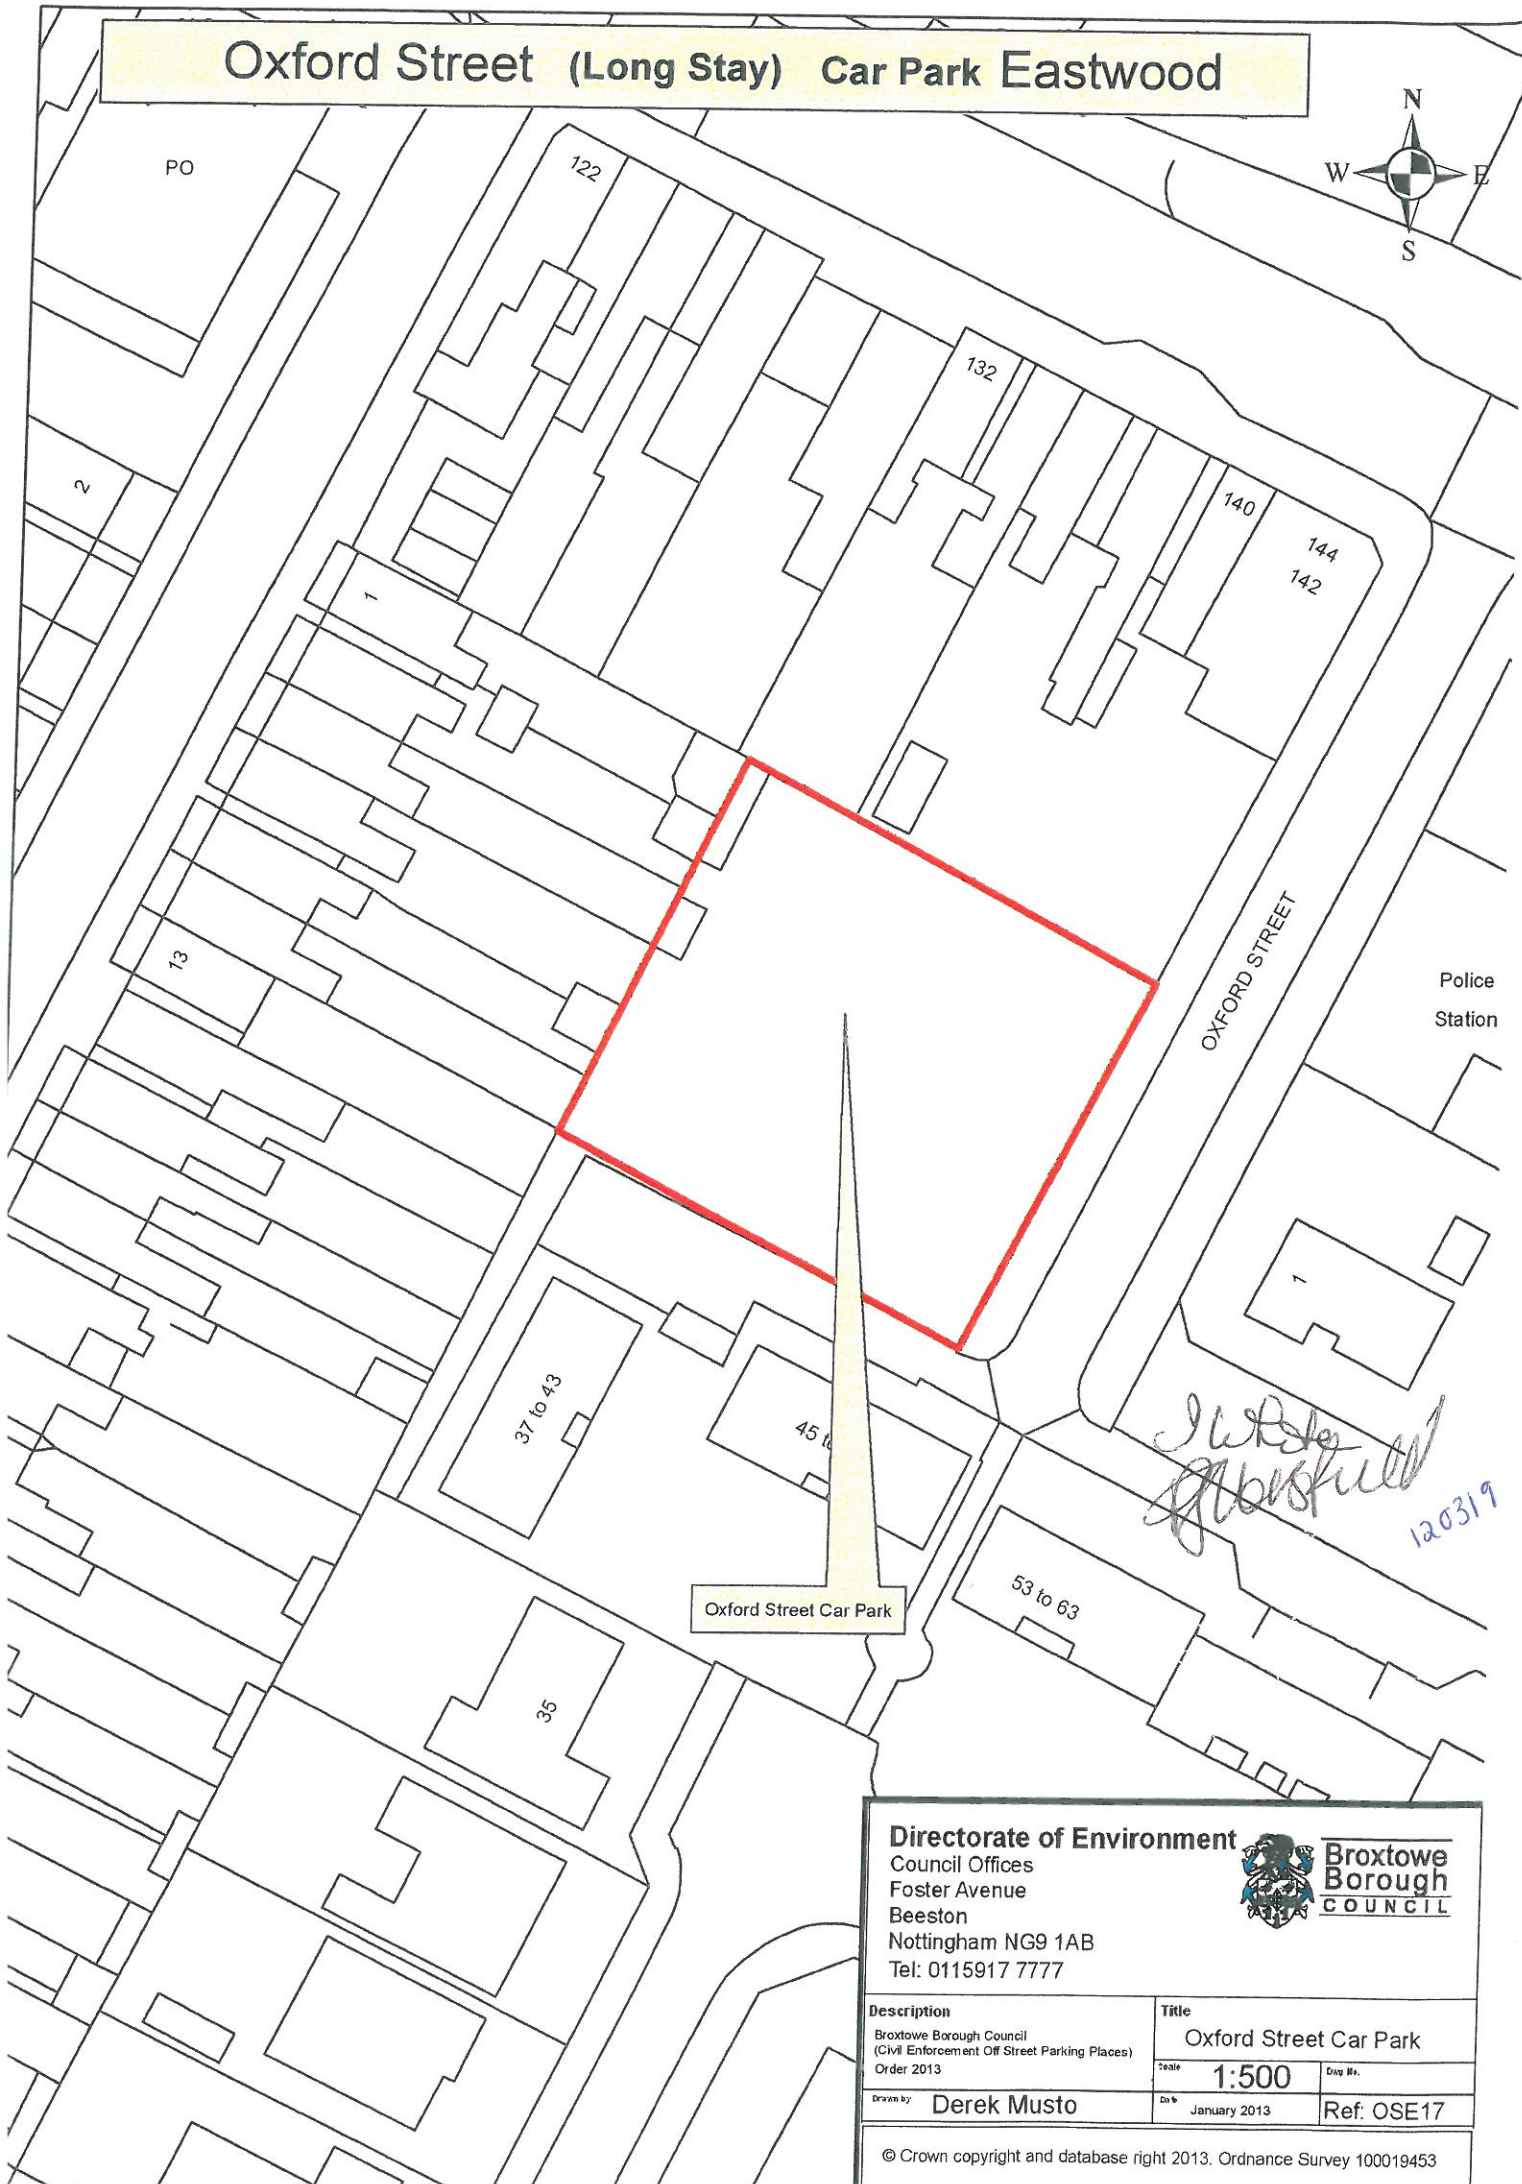 Oxford Street (Long Stay) Car Park Eastwood
N
W E
S
PO
122
132
2
140
144
142
1
13
OXFORD STREET
Police
Station
1
37 to 43
45 to
120319
53 to 63
Oxford Street Car Park
35
Directorate of Environment
Council Offices
Foster Avenue
Beeston
Nottingham NG9 1AB
Tel: 0115917 7777
Broxtowe
Borough
COUNCIL
Description
Broxtowe Borough Council
(Civil Enforcement Off Street Parking Places)
Order 2013
Title
Oxford Street Car Park
Scale 1:500
Dwg No.
Drawn by Derek Musto
Date January 2013
Ref: OSE17
© Crown copyright and database right 2013. Ordnance Survey 100019453